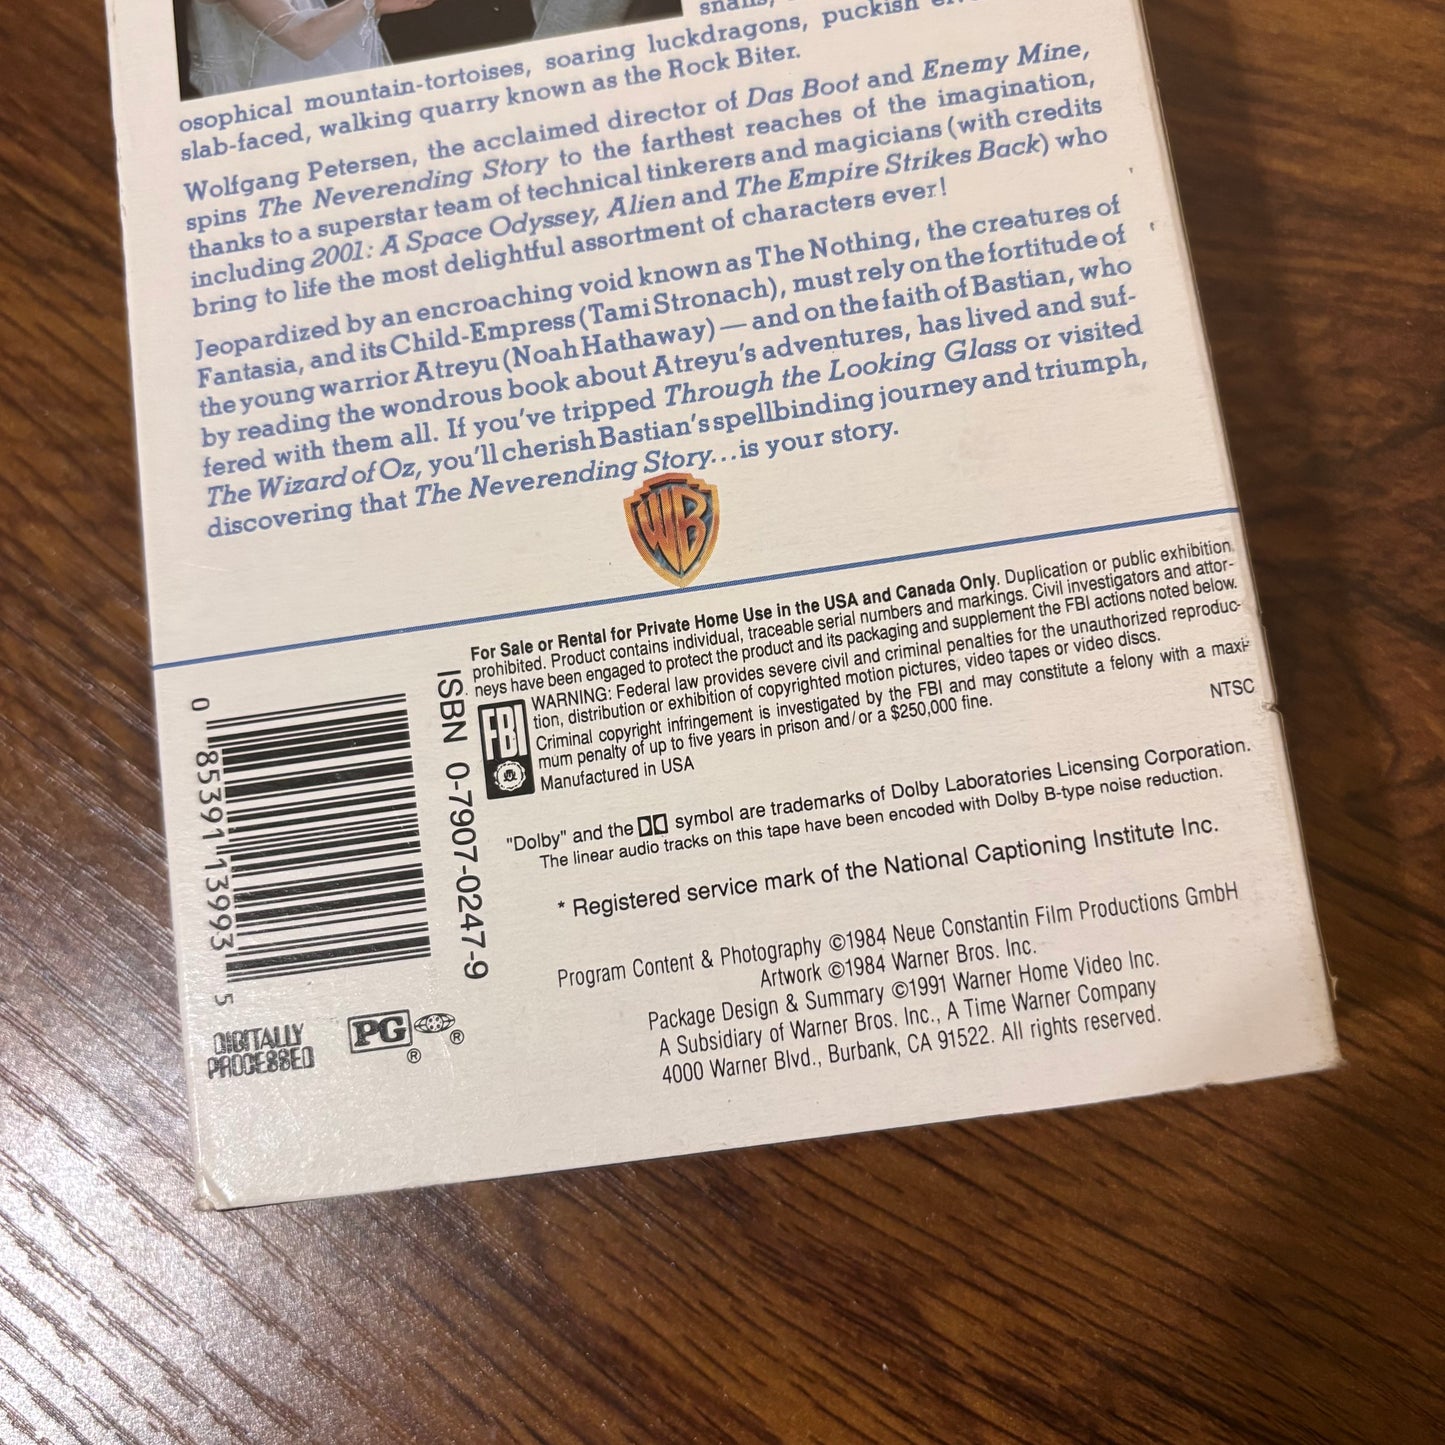 snails,
osophical mountain-tortoises, soaring luckdragons, puckish
slab-faced, walking quarry known as the Rock Biter.
Wolfgang Petersen, the acclaimed director of Das Boot and Enemy Mine,
spins The Neverending Story to the farthest reaches of the imagination,
thanks to a superstar team of technical tinkerers and magicians (with credits
including 2001: A Space Odyssey, Alien and The Empire Strikes Back) who
bring to life the most delightful assortment of characters ever!
Jeopardized by an encroaching void known as The Nothing, the creatures of
Fantasia, and its Child-Empress (Tami Stronach), must rely on the fortitude of
the young warrior Atreyu (Noah Hathaway) — and on the faith of Bastian, who
by reading the wondrous book about Atreyu's adventures, has lived and suf-
fered with them all. If you've tripped Through the Looking Glass or visited
The Wizard of Oz, you'll cherish Bastian's spellbinding journey and triumph,
discovering that The Neverending Story...is your story.
WB
For Sale or Rental for Private Home Use in the USA and Canada Only. Duplication or public exhibition
prohibited. Product contains individual, traceable serial numbers and markings. Civil investigators and attor-
neys have been engaged to protect the product and its packaging and supplement the FBI actions noted below.
FBI
WARNING: Federal law provides severe civil and criminal penalties for the unauthorized reproduc-
tion, distribution or exhibition of copyrighted motion pictures, video tapes or video discs.
Criminal copyright infringement is investigated by the FBI and may constitute a felony with a maxi-
mum penalty of up to five years in prison and/or a $250,000 fine.
Manufactured in USA
NTSC
"Dolby" and the symbol are trademarks of Dolby Laboratories Licensing Corporation.
The linear audio tracks on this tape have been encoded with Dolby B-type noise reduction.
* Registered service mark of the National Captioning Institute Inc.
Program Content & Photography ©1984 Neue Constantin Film Productions GmbH
Artwork ©1984 Warner Bros. Inc.
Package Design & Summary ©1991 Warner Home Video Inc.
A Subsidiary of Warner Bros. Inc., A Time Warner Company
4000 Warner Blvd., Burbank, CA 91522. All rights reserved.
ISBN 0-7907-0247-9
0 85391 13993 5
DIGITALLY
PROCESSED
PG
® ®